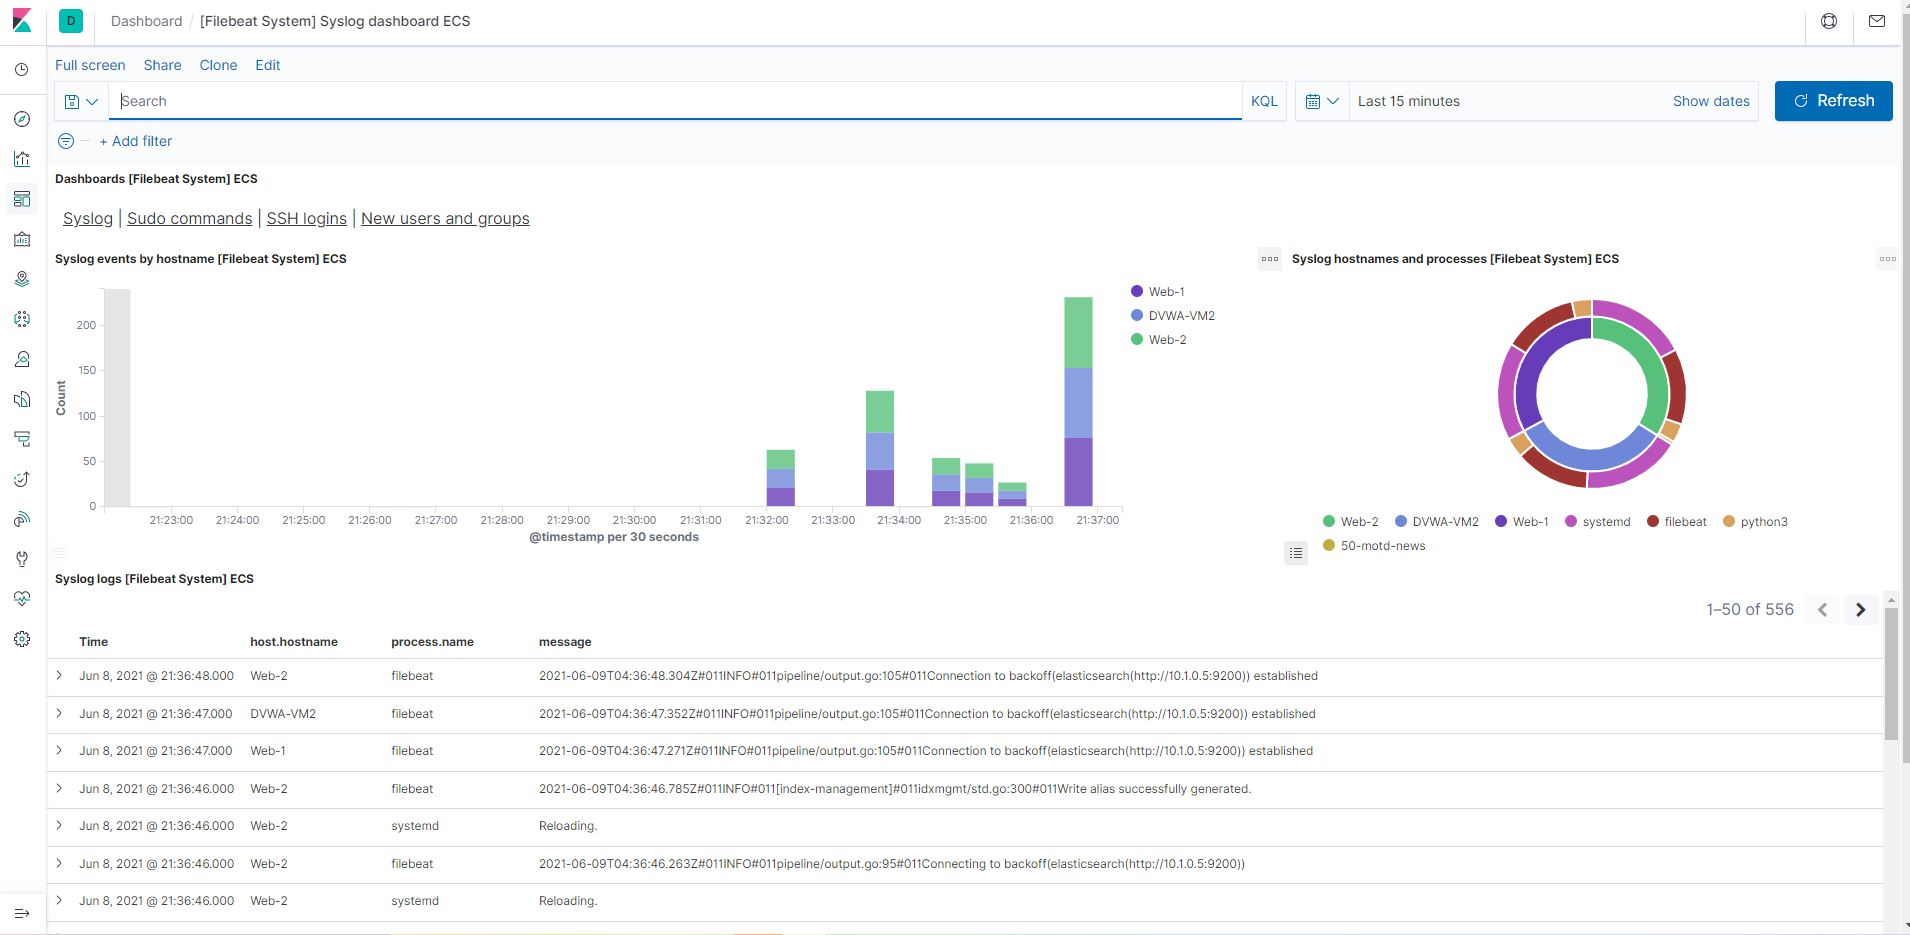 D Dashboard / [Filebeat System] Syslog dashboard ECS
Full screen Share Clone Edit
Search KQL Last 15 minutes Show dates Refresh
+ Add filter
Dashboards [Filebeat System] ECS
Syslog | Sudo commands | SSH logins | New users and groups
Syslog events by hostname [Filebeat System] ECS
Count
200
150
100
50
0
21:23:00 21:24:00 21:25:00 21:26:00 21:27:00 21:28:00 21:29:00 21:30:00 21:31:00 21:32:00 21:33:00 21:34:00 21:35:00 21:36:00 21:37:00
@timestamp per 30 seconds
Web-1
DVWA-VM2
Web-2
Syslog hostnames and processes [Filebeat System] ECS
Web-2 DVWA-VM2 Web-1 systemd filebeat python3
50-motd-news
Syslog logs [Filebeat System] ECS
1–50 of 556
Time host.hostname process.name message
Jun 8, 2021 @ 21:36:48.000 Web-2 filebeat 2021-06-09T04:36:48.304Z#011INFO#011pipeline/output.go:105#011Connection to backoff(elasticsearch(http://10.1.0.5:9200)) established
Jun 8, 2021 @ 21:36:47.000 DVWA-VM2 filebeat 2021-06-09T04:36:47.352Z#011INFO#011pipeline/output.go:105#011Connection to backoff(elasticsearch(http://10.1.0.5:9200)) established
Jun 8, 2021 @ 21:36:47.000 Web-1 filebeat 2021-06-09T04:36:47.271Z#011INFO#011pipeline/output.go:105#011Connection to backoff(elasticsearch(http://10.1.0.5:9200)) established
Jun 8, 2021 @ 21:36:46.000 Web-2 filebeat 2021-06-09T04:36:46.785Z#011INFO#011[index-management]#011idxmgmt/std.go:300#011Write alias successfully generated.
Jun 8, 2021 @ 21:36:46.000 Web-2 systemd Reloading.
Jun 8, 2021 @ 21:36:46.000 Web-2 filebeat 2021-06-09T04:36:46.263Z#011INFO#011pipeline/output.go:95#011Connecting to backoff(elasticsearch(http://10.1.0.5:9200))
Jun 8, 2021 @ 21:36:46.000 Web-2 systemd Reloading.